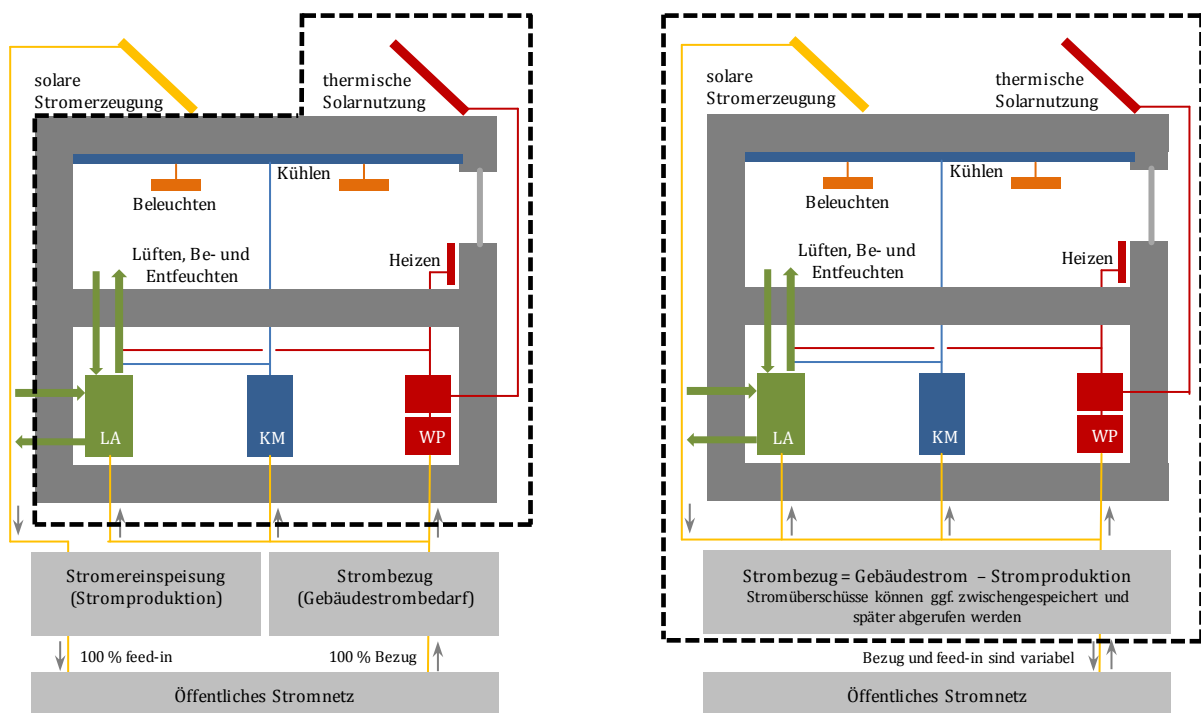 solare
Stromerzeugung
thermische
Solarnutzung
Kühlen
Beleuchten
Lüften, Be- und
Entfeuchten
Heizen
LA
KM
WP
Stromereinspeisung
(Stromproduktion)
Strombezug
(Gebäudestrombedarf)
100 % feed-in
100 % Bezug
Öffentliches Stromnetz
solare
Stromerzeugung
thermische
Solarnutzung
Kühlen
Beleuchten
Lüften, Be- und
Entfeuchten
Heizen
LA
KM
WP
Strombezug = Gebäudestrom – Stromproduktion
Stromüberschüsse können ggf. zwischengespeichert und
später abgerufen werden
Bezug und feed-in sind variabel
Öffentliches Stromnetz